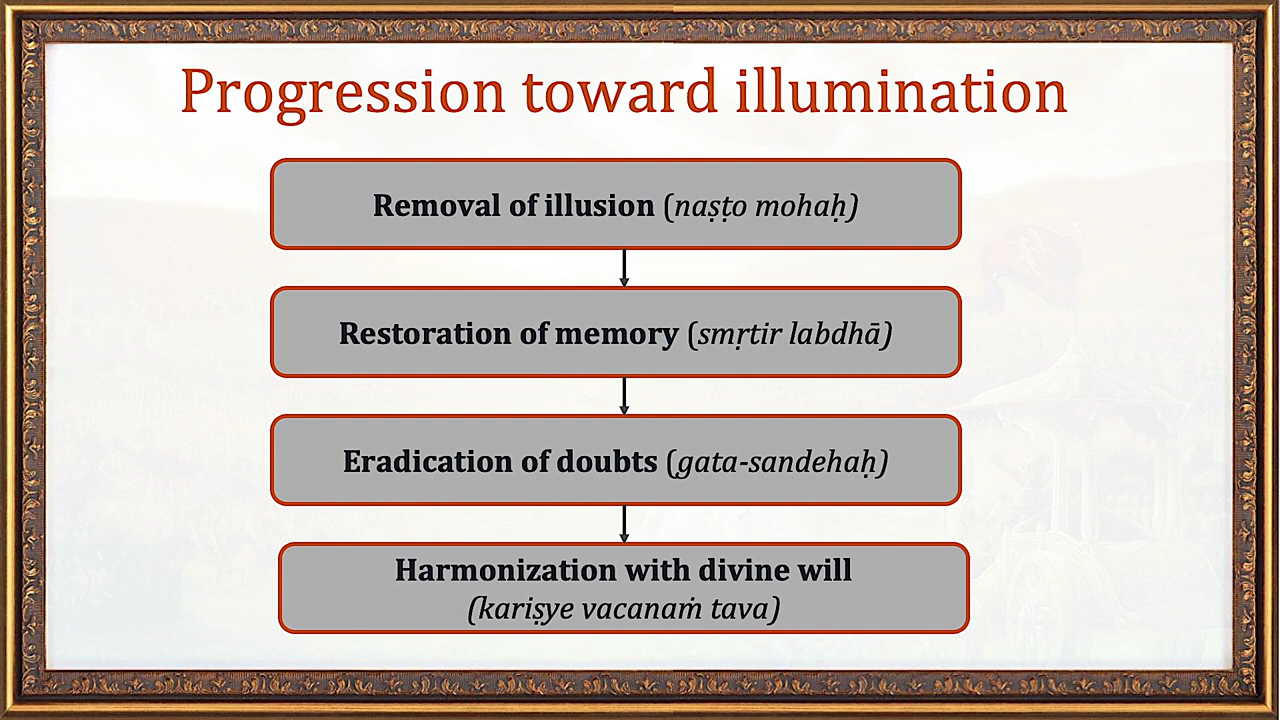 Progression toward illumination
Removal of illusion (naṣṭo mohaḥ)
Restoration of memory (smṛtir labdhā)
Eradication of doubts (gata-sandehaḥ)
Harmonization with divine will
(kariṣye vacanaṁ tava)